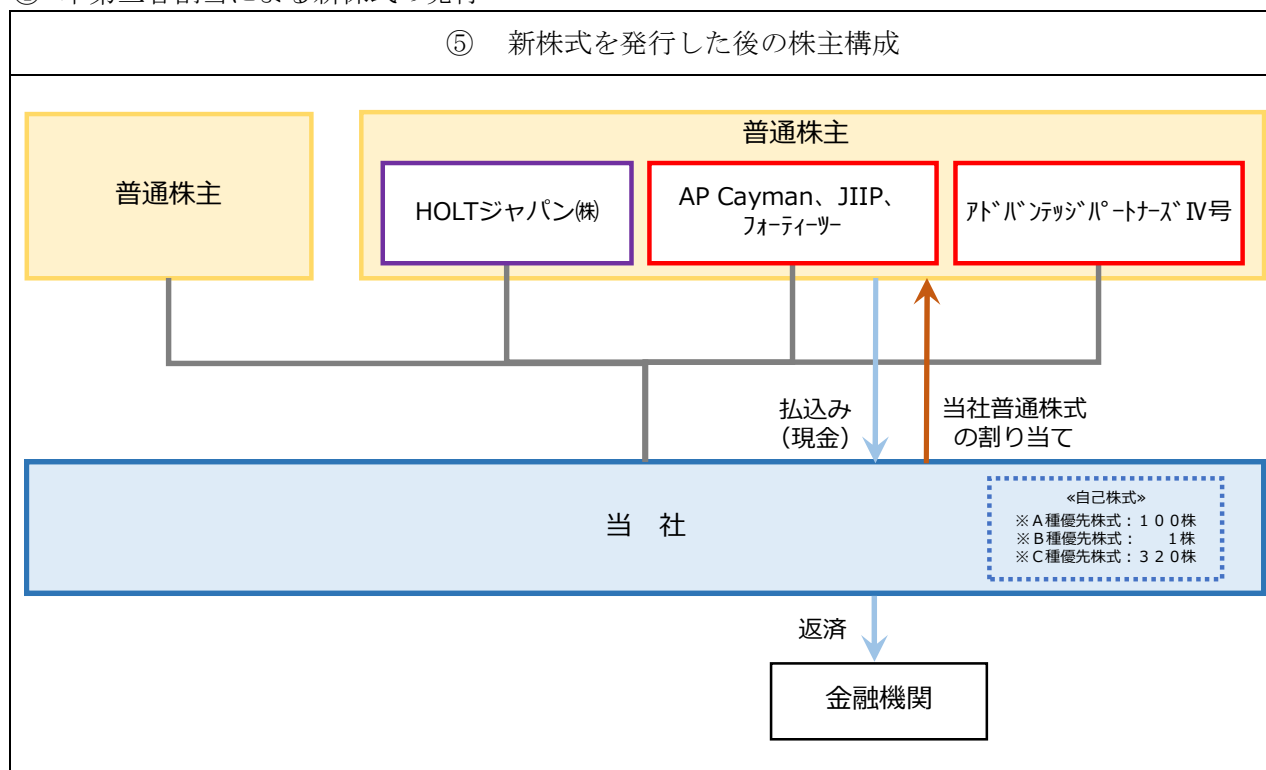 ⑤ 新株式を発行した後の株主構成
普通株主
普通株主
HOLTジャパン㈱
AP Cayman、JIIP、
フォーティーツー
ｱﾄﾞﾊﾞﾝﾃｯｼﾞﾊﾟｰﾄﾅｰｽﾞⅣ号
払込み
（現金）
当社普通株式
の割り当て
当 社
«自己株式»
※Ａ種優先株式：１００株
※Ｂ種優先株式：　　１株
※Ｃ種優先株式：３２０株
返済
金融機関